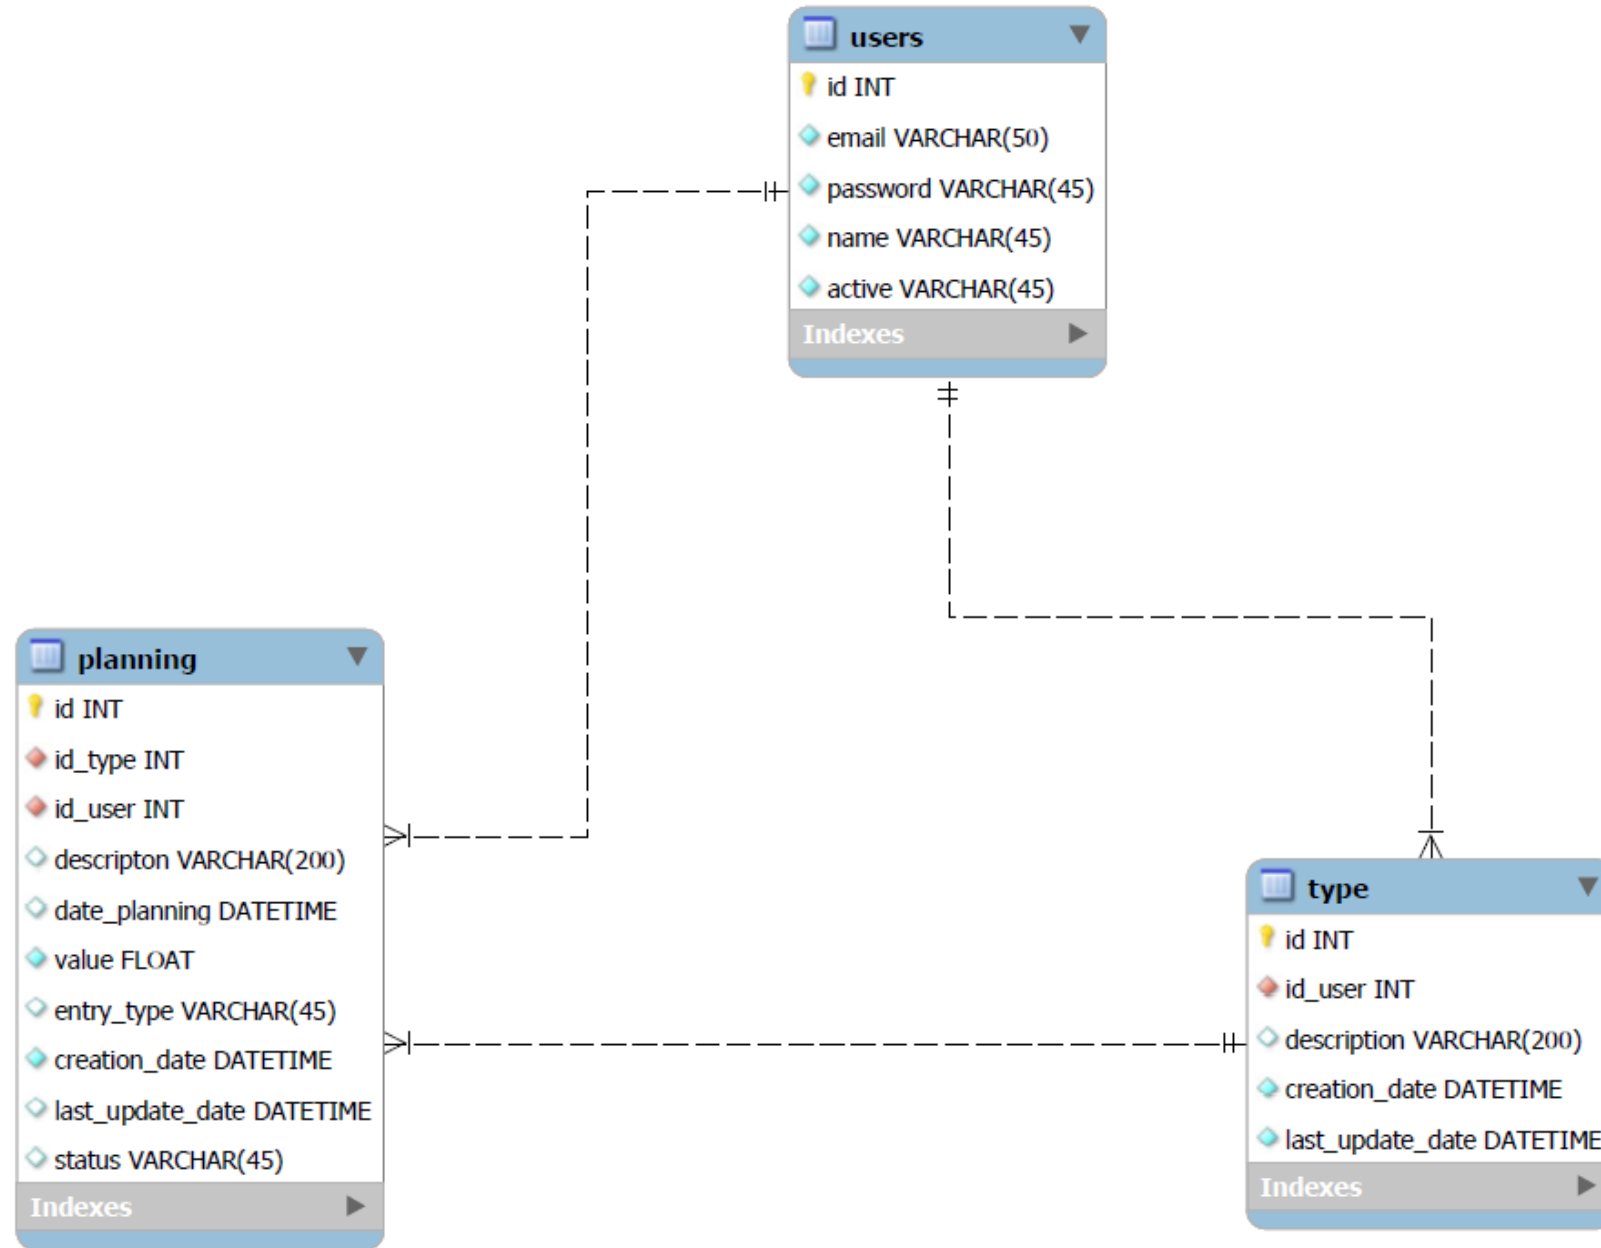 users
id INT
email VARCHAR(50)
password VARCHAR(45)
name VARCHAR(45)
active VARCHAR(45)
Indexes
planning
id INT
id_type INT
id_user INT
descripton VARCHAR(200)
date_planning DATETIME
value FLOAT
entry_type VARCHAR(45)
creation_date DATETIME
last_update_date DATETIME
status VARCHAR(45)
Indexes
type
id INT
id_user INT
description VARCHAR(200)
creation_date DATETIME
last_update_date DATETIME
Indexes